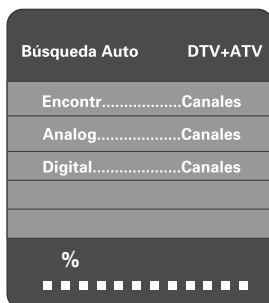 Búsqueda Auto DTV+ATV
Encontr..................Canales
Analog....................Canales
Digital.....................Canales
%